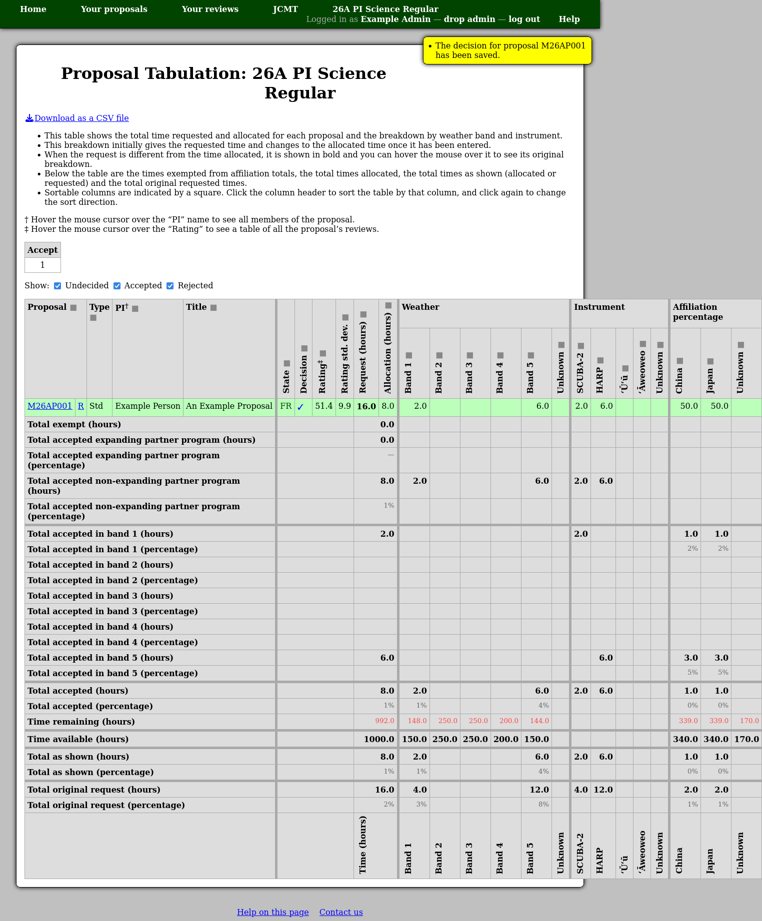 Home Your proposals Your reviews JCMT 26A PI Science Regular
Logged in as Example Admin — drop admin — log out Help
• The decision for proposal M26AP001
has been saved.
Proposal Tabulation: 26A PI Science
Regular
Download as a CSV file
• This table shows the total time requested and allocated for each proposal and the breakdown by weather band and instrument.
• This breakdown initially gives the requested time and changes to the allocated time once it has been entered.
• When the request is different from the time allocated, it is shown in bold and you can hover the mouse over it to see its original
breakdown.
• Below the table are the times exempted from affiliation totals, the total times allocated, the total times as shown (allocated or
requested) and the total original requested times.
• Sortable columns are indicated by a square. Click the column header to sort the table by that column, and click again to change
the sort direction.
† Hover the mouse cursor over the “PI” name to see all members of the proposal.
‡ Hover the mouse cursor over the “Rating” to see a table of all the proposal’s reviews.
Accept
1
Show: Undecided Accepted Rejected
Proposal Type PI† Title State Decision Rating‡ Rating std. dev. Request (hours) Allocation (hours) Weather Instrument Affiliation
percentage
Band 1 Band 2 Band 3 Band 4 Band 5 Unknown SCUBA-2 HARP ʻŪʻū ʻĀweoweo Unknown China Japan Unknown
M26AP001 R Std Example Person An Example Proposal FR ✓ 51.4 9.9 16.0 8.0 2.0 6.0 2.0 6.0 50.0 50.0
Total exempt (hours) 0.0
Total accepted expanding partner program (hours) 0.0
Total accepted expanding partner program
(percentage) —
Total accepted non-expanding partner program
(hours) 8.0 2.0 6.0 2.0 6.0
Total accepted non-expanding partner program
(percentage) 1%
Total accepted in band 1 (hours) 2.0 2.0 1.0 1.0
Total accepted in band 1 (percentage) 2% 2%
Total accepted in band 2 (hours)
Total accepted in band 2 (percentage)
Total accepted in band 3 (hours)
Total accepted in band 3 (percentage)
Total accepted in band 4 (hours)
Total accepted in band 4 (percentage)
Total accepted in band 5 (hours) 6.0 6.0 3.0 3.0
Total accepted in band 5 (percentage) 5% 5%
Total accepted (hours) 8.0 2.0 6.0 2.0 6.0 1.0 1.0
Total accepted (percentage) 1% 1% 4% 0% 0%
Time remaining (hours) 992.0 148.0 250.0 250.0 200.0 144.0 339.0 339.0 170.0
Time available (hours) 1000.0 150.0 250.0 250.0 200.0 150.0 340.0 340.0 170.0
Total as shown (hours) 8.0 2.0 6.0 2.0 6.0 1.0 1.0
Total as shown (percentage) 1% 1% 4% 0% 0%
Total original request (hours) 16.0 4.0 12.0 4.0 12.0 2.0 2.0
Total original request (percentage) 2% 3% 8% 1% 1%
Time (hours) Band 1 Band 2 Band 3 Band 4 Band 5 Unknown SCUBA-2 HARP ʻŪʻū ʻĀweoweo Unknown China Japan Unknown
Help on this page Contact us